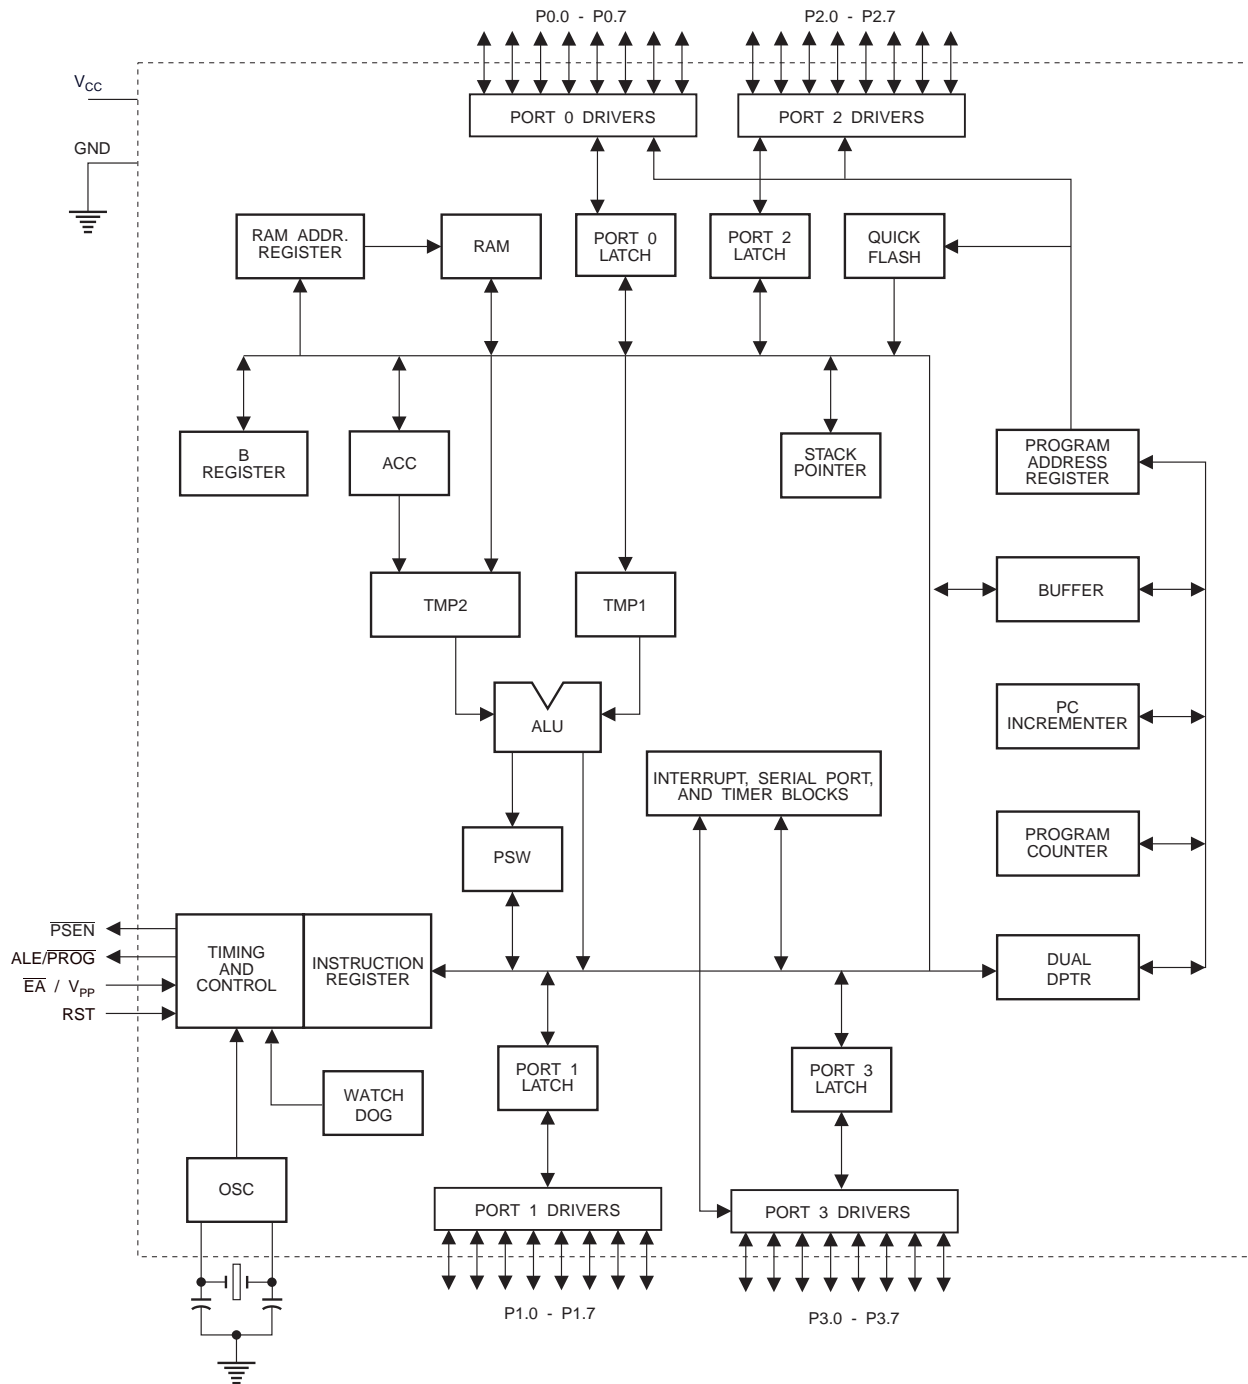 P0.0 - P0.7
P2.0 - P2.7
V_CC
GND
PORT 0 DRIVERS
PORT 2 DRIVERS
RAM ADDR.
REGISTER
RAM
PORT 0
LATCH
PORT 2
LATCH
QUICK
FLASH
B
REGISTER
ACC
STACK
POINTER
PROGRAM
ADDRESS
REGISTER
TMP2
TMP1
BUFFER
ALU
PC
INCREMENTER
INTERRUPT, SERIAL PORT,
AND TIMER BLOCKS
PSW
PROGRAM
COUNTER
PSEN
ALE/PROG
EA / V_PP
RST
TIMING
AND
CONTROL
INSTRUCTION
REGISTER
DUAL
DPTR
WATCH
DOG
PORT 1
LATCH
PORT 3
LATCH
OSC
PORT 1 DRIVERS
PORT 3 DRIVERS
P1.0 - P1.7
P3.0 - P3.7